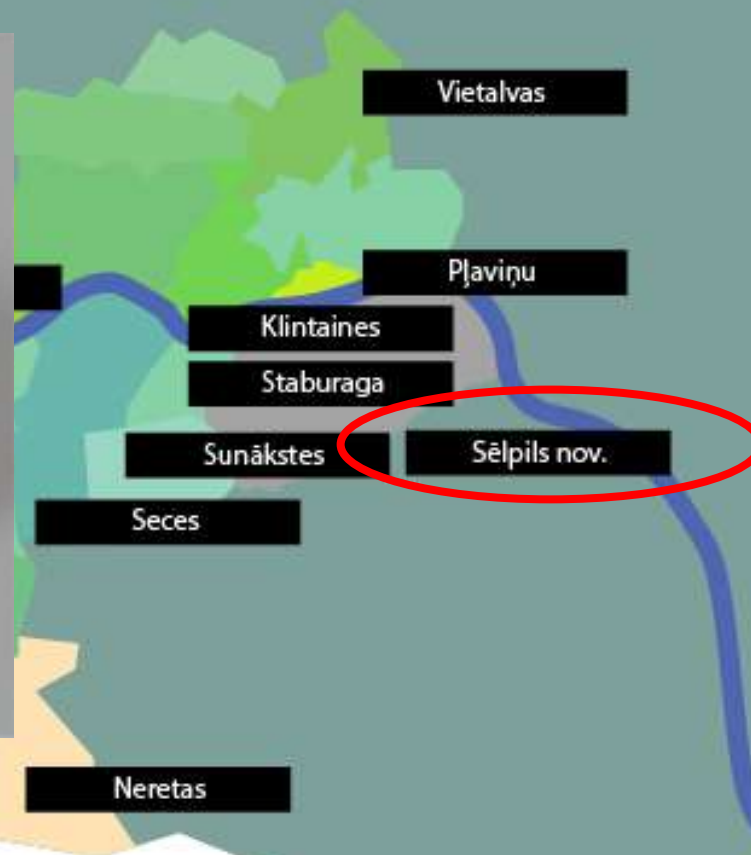 Vietalvas
Pļaviņu
Klintaines
Staburaga
Sunākstes
Sēlpils nov.
Seces
Neretas